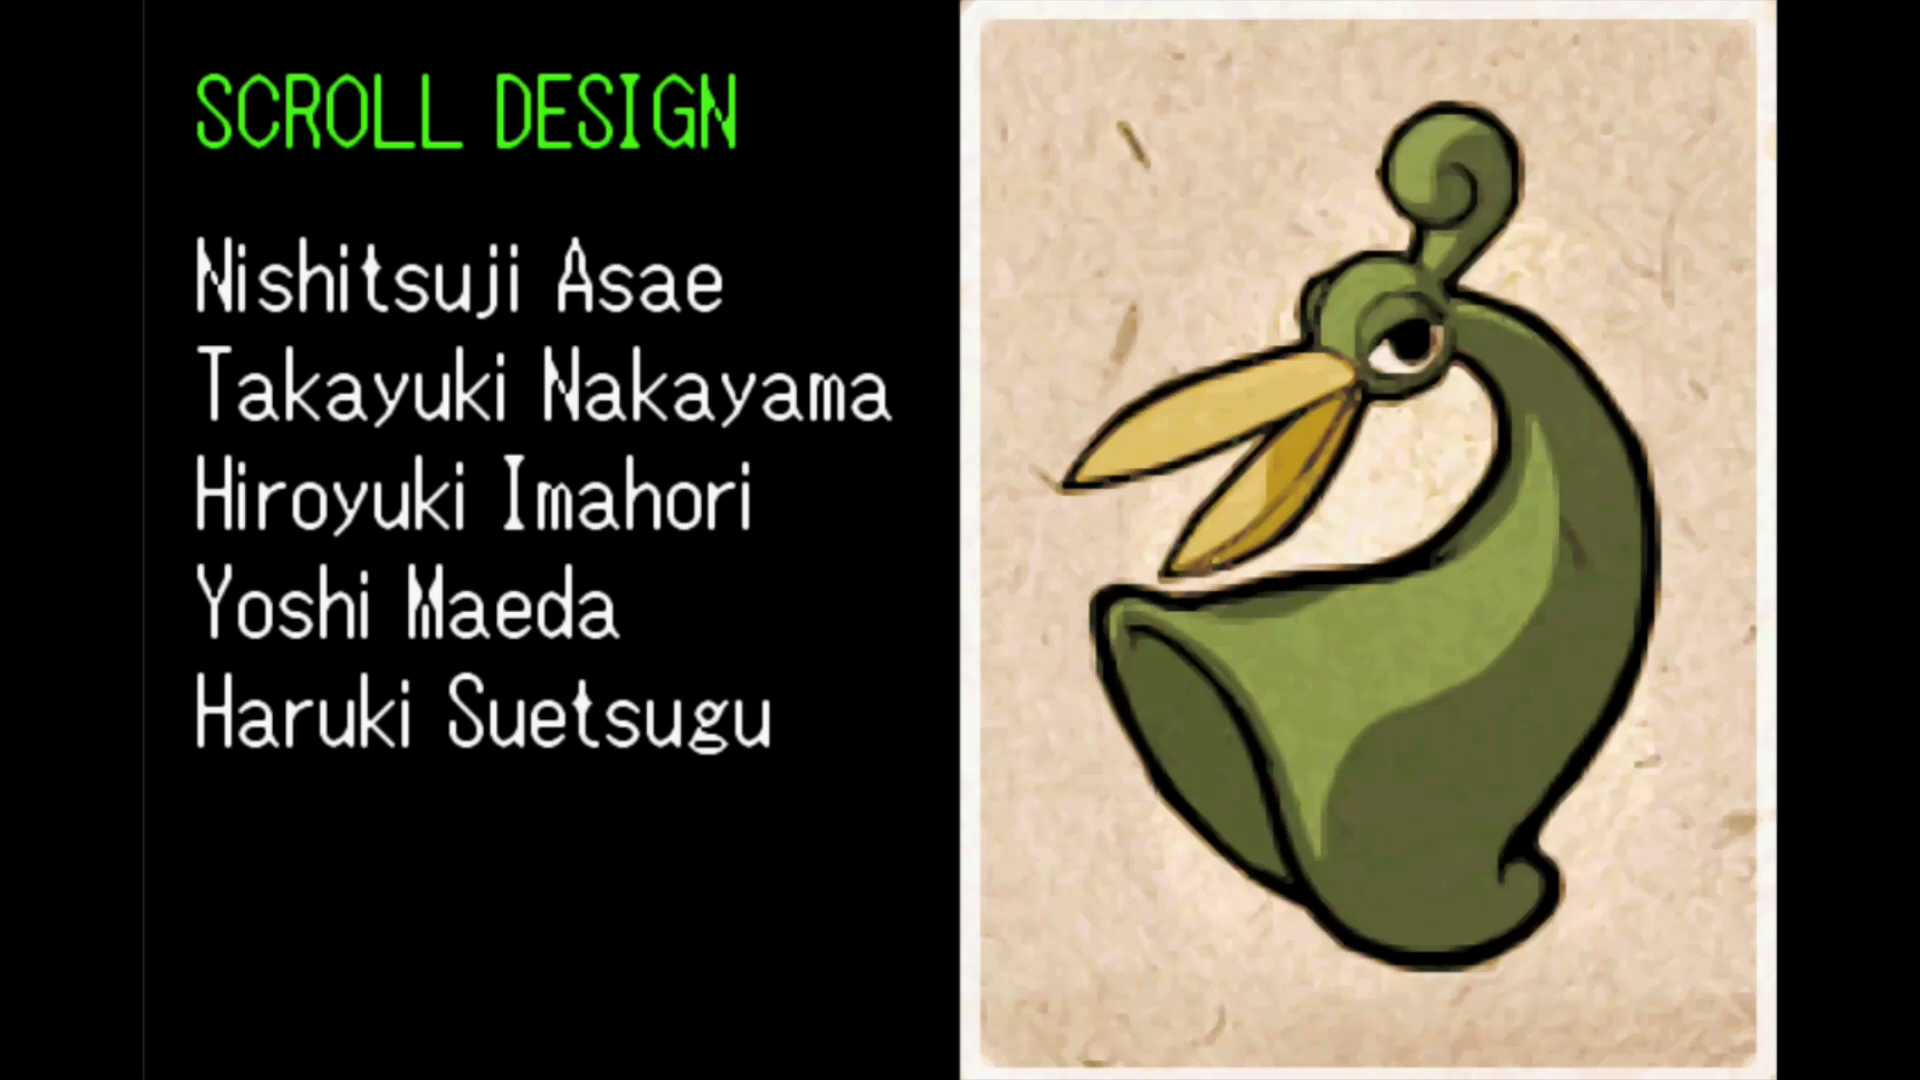 SCROLL DESIGN
Nishitsuji Asae
Takayuki Nakayama
Hiroyuki Imahori
Yoshi Maeda
Haruki Suetsugu